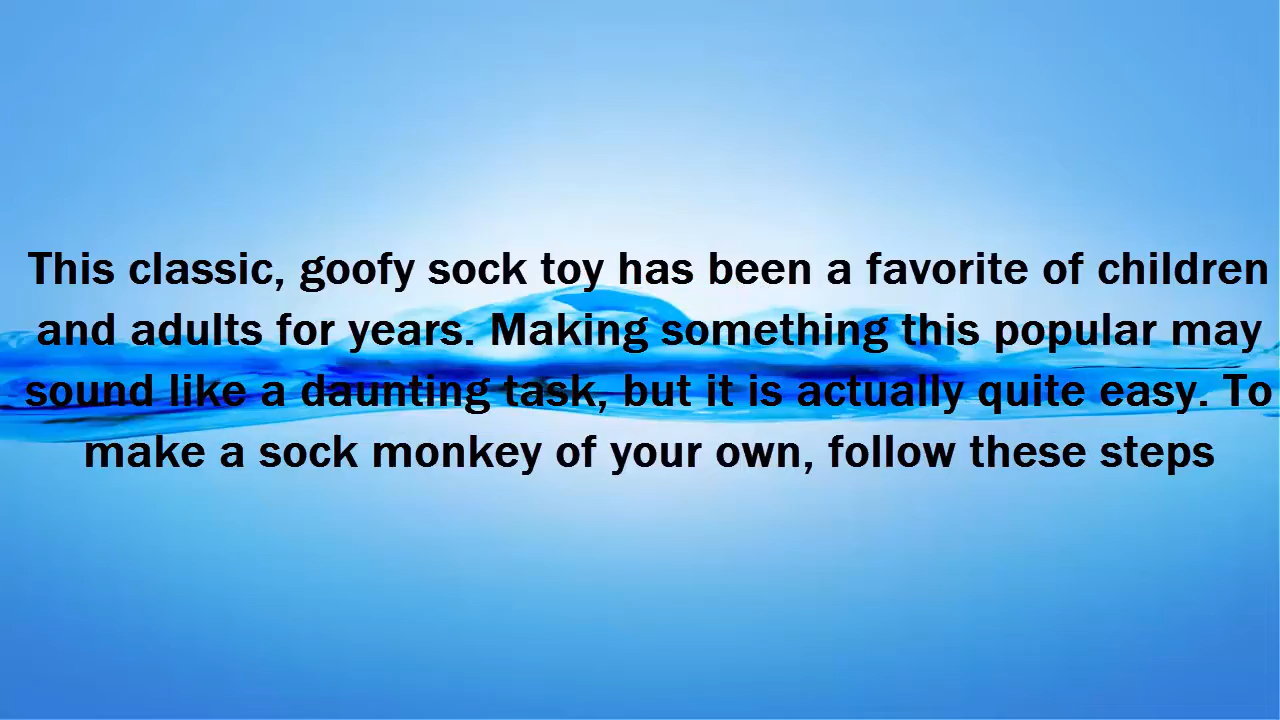 This classic, goofy sock toy has been a favorite of children
and adults for years. Making something this popular may
sound like a daunting task, but it is actually quite easy. To
make a sock monkey of your own, follow these steps